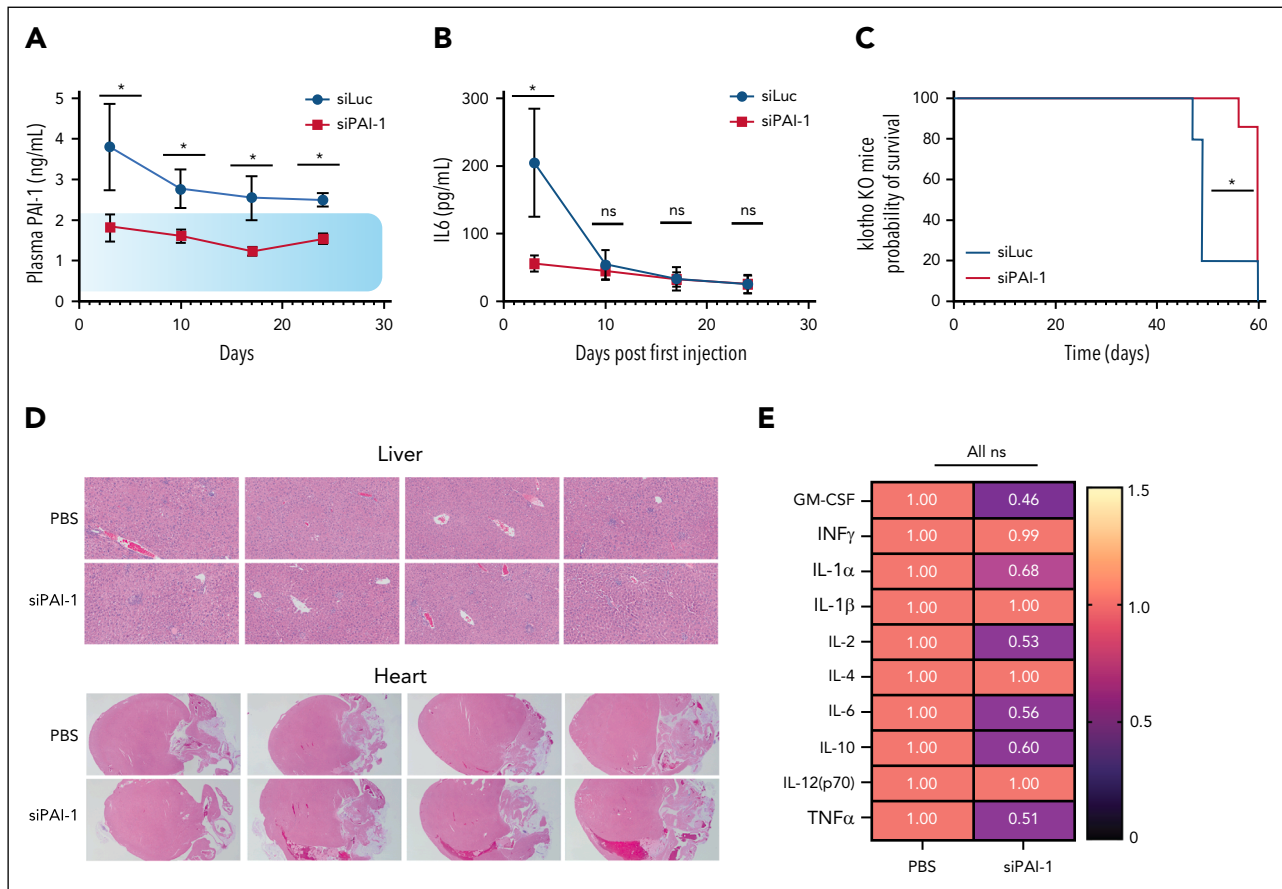 A
Plasma PAI-1 (ng/mL)
5
4
3
2
1
0
*
*
*
*
siLuc
siPAI-1
0
10
20
30
Days
B
IL6 (pg/mL)
300
200
100
0
*
ns
ns
ns
siLuc
siPAI-1
0
10
20
30
Days post first injection
C
klotho KO mice
probability of survival
100
80
60
40
20
0
*
siLuc
siPAI-1
0
20
40
60
Time (days)
D
Liver
PBS
siPAI-1
Heart
PBS
siPAI-1
E
All ns
GM-CSF 1.00 0.46
INFγ 1.00 0.99
IL-1α 1.00 0.68
IL-1β 1.00 1.00
IL-2 1.00 0.53
IL-4 1.00 1.00
IL-6 1.00 0.56
IL-10 1.00 0.60
IL-12(p70) 1.00 1.00
TNFα 1.00 0.51
PBS siPAI-1
1.5
1.0
0.5
0